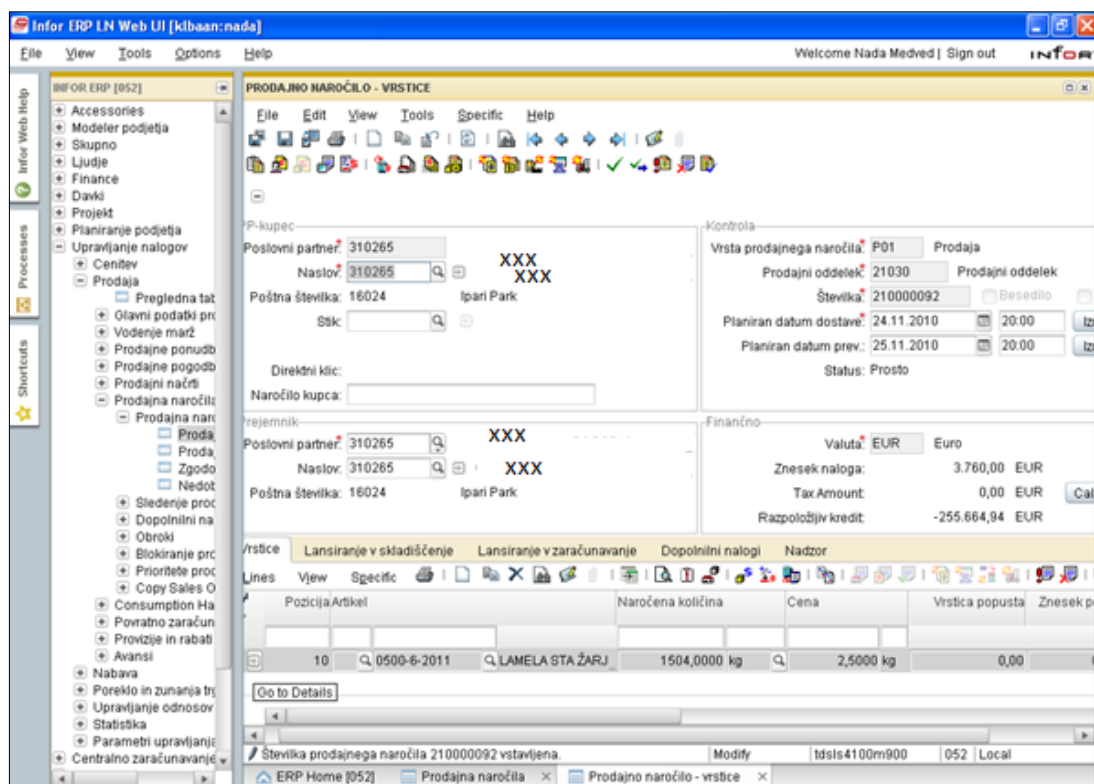 Infor ERP LN Web UI [klbaan:nada]
File View Tools Options Help Welcome Nada Medved | Sign out infor
Infor Web Help
Processes
Shortcuts
INFOR ERP [052]
Accessories
Modeler podjetja
Skupno
Ljudje
Finance
Davki
Projekt
Planiranje podjetja
Upravljanje nalogov
Cenitev
Prodaja
Pregledna tab
Glavni podatki pro
Vodenje marž
Prodajne ponudb
Prodajne pogodb
Prodajni načrti
Prodajna naročila
Prodajna naro
Proda
Proda
Zgodo
Nedob
Sledenje proc
Dopolnilni na
Obroki
Blokiranje pro
Prioritete proc
Copy Sales O
Consumption Ha
Povratno zaračun
Provizije in rabati
Avansi
Nabava
Poreklo in zunanja trg
Upravljanje odnosov
Statistika
Parametri upravljanja
Centralno zaračunavanje
PRODAJNO NAROČILO - VRSTICE
File Edit View Tools Specific Help
PP-kupec
Poslovni partner:* 310265 XXX
Naslov:* 310265 XXX
Poštna številka: 16024 Ipari Park
Stik:
Direktni klic:
Naročilo kupca:
Kontrola
Vrsta prodajnega naročila:* P01 Prodaja
Prodajni oddelek:* 21030 Prodajni oddelek
Številka:* 210000092 Besedilo
Planiran datum dostave:* 24.11.2010 20:00 Iz
Planiran datum prev.:* 25.11.2010 20:00 Iz
Status: Prosto
Prejemnik
Poslovni partner:* 310265 XXX
Naslov: 310265 XXX
Poštna številka: 16024 Ipari Park
Finančno
Valuta:* EUR Euro
Znesek naloga: 3.760,00 EUR
Tax Amount: 0,00 EUR Cal
Razpoložljiv kredit: -255.664,94 EUR
Vrstice Lansiranje v skladiščenje Lansiranje v zaračunavanje Dopolnilni nalogi Nadzor
Lines View Specific
Pozicija Artikel Naročena količina Cena Vrstica popusta Znesek p
10 0500-6-2011 LAMELA STA ŽARJ 1504,0000 kg 2,5000 kg 0,00
Go to Details
Številka prodajnega naročila 210000092 vstavljena. Modify tdsls4100m900 052 Local
ERP Home [052] Prodajna naročila × Prodajno naročilo - vrstice ×